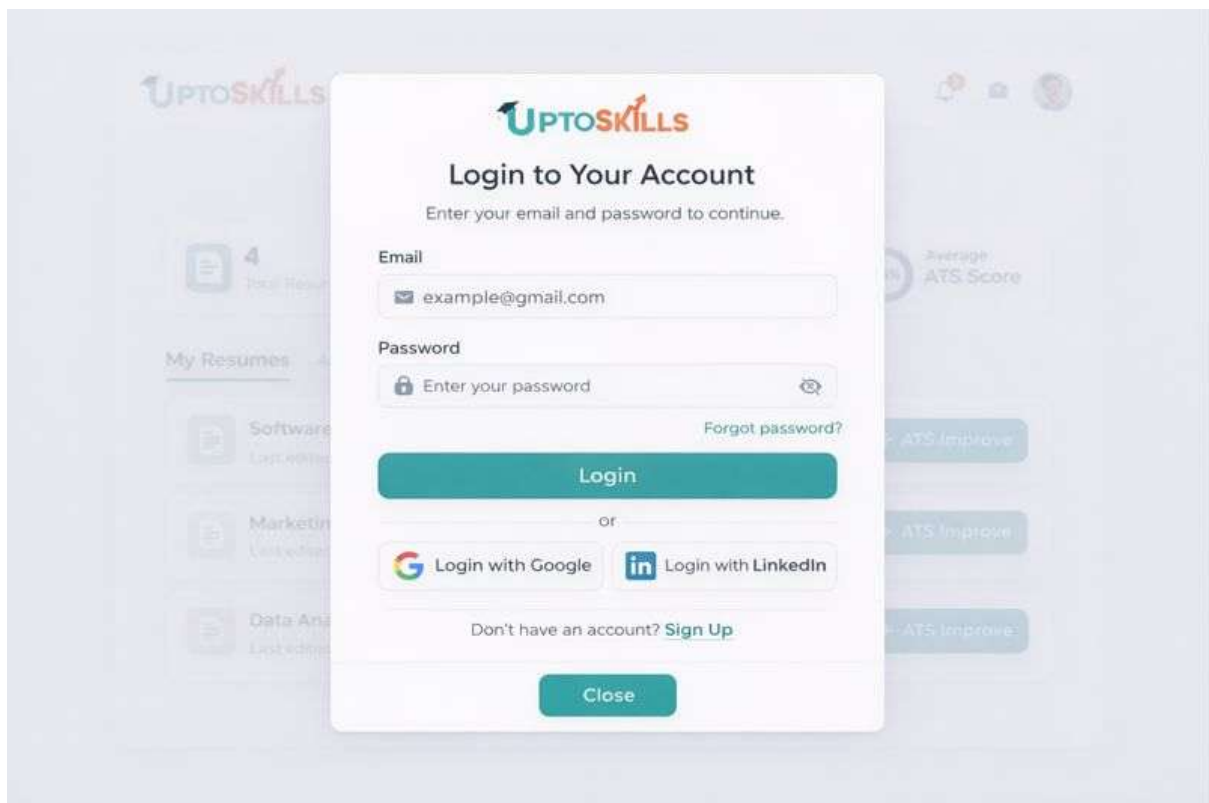 UPTOSKILLS
UPTOSKILLS
Login to Your Account
Enter your email and password to continue.
4
Average
ATS Score
Email
example@gmail.com
Password
My Resumes
Enter your password
Forgot password?
Software
ATS Improve
Login
or
Marketin
ATS Improve
Login with Google
Login with LinkedIn
Data Ana
ATS Improve
Don't have an account? Sign Up
Close